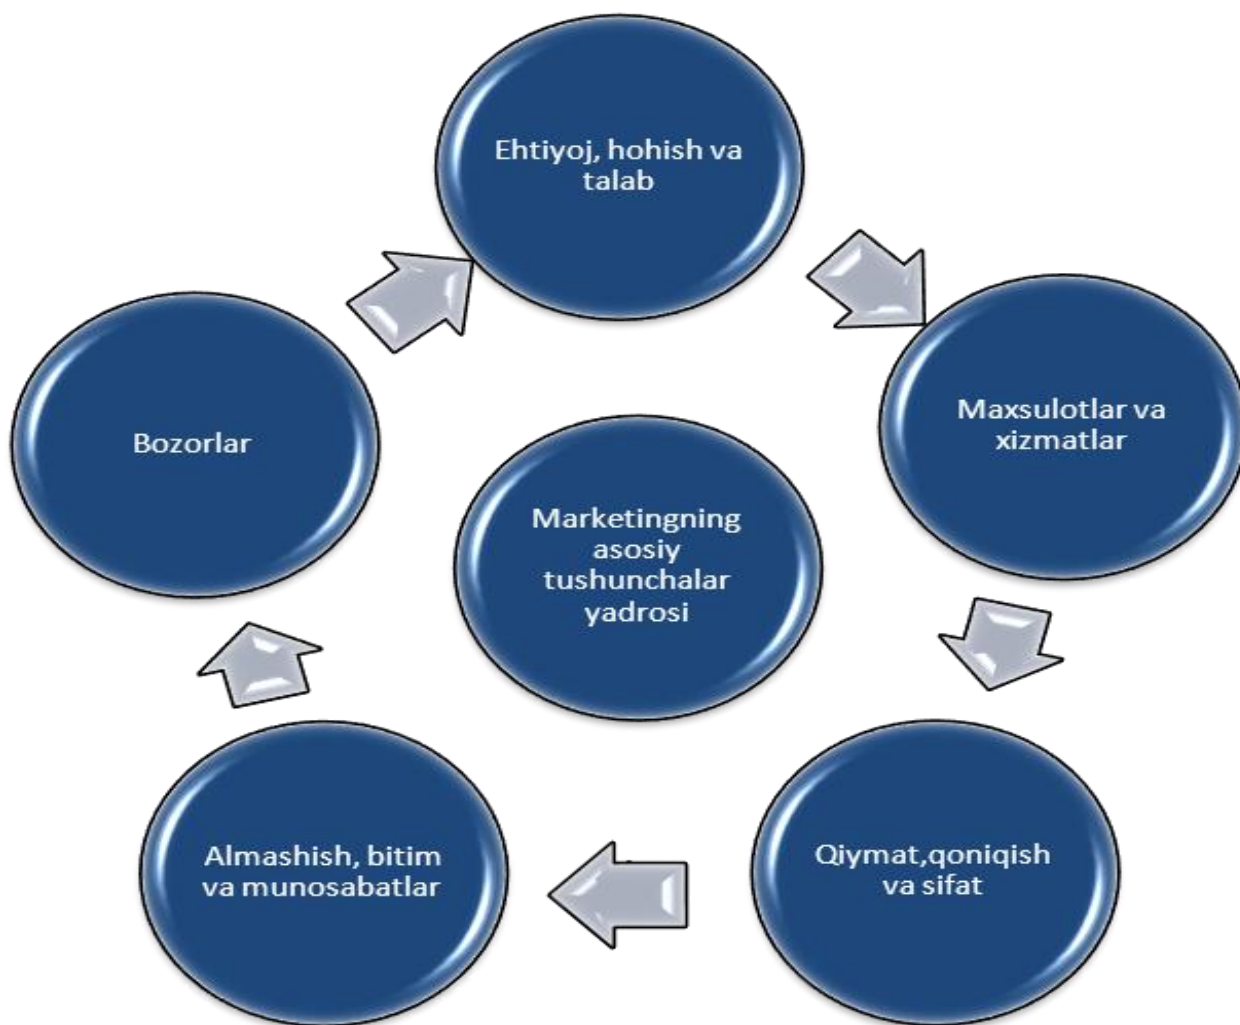 Ehtiyoj, hohish va
talab
Maxsulotlar va
xizmatlar
Qiymat,qoniqish
va sifat
Almashish, bitim
va munosabatlar
Bozorlar
Marketingning
asosiy
tushunchalar
yadrosi